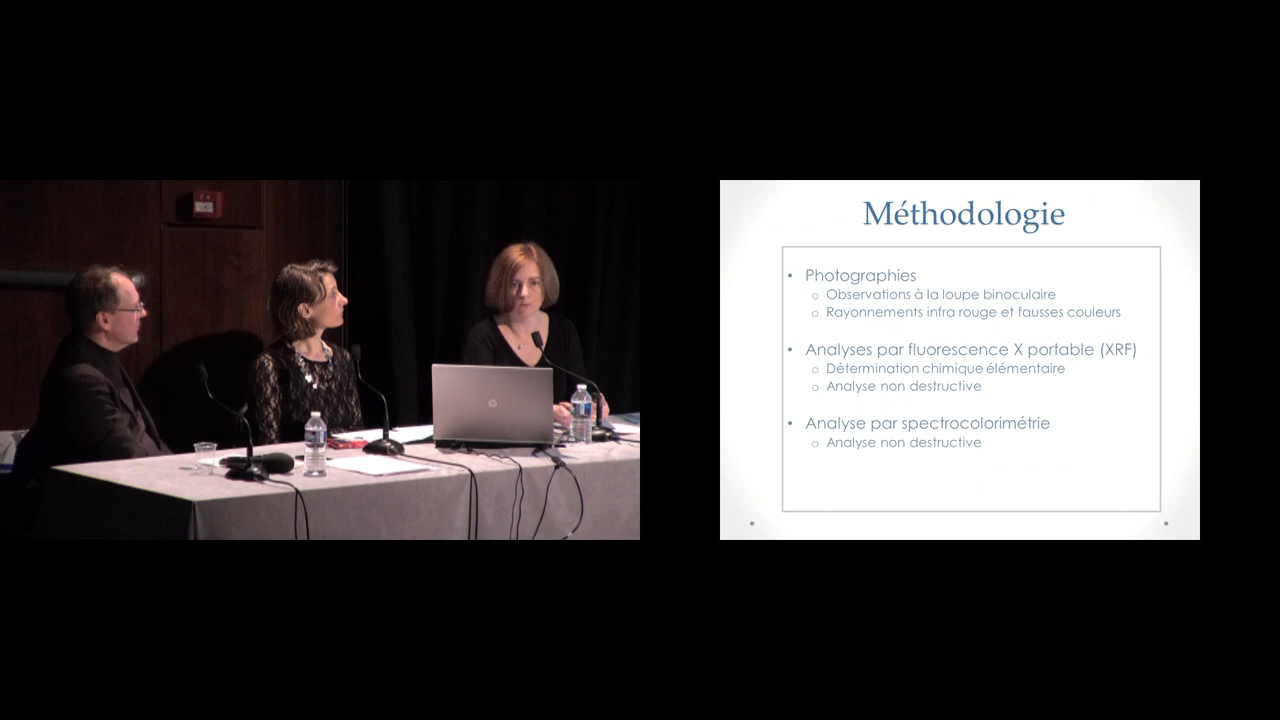 Méthodologie
• Photographies
o Observations à la loupe binoculaire
o Rayonnements infra rouge et fausses couleurs
• Analyses par fluorescence X portable (XRF)
o Détermination chimique élémentaire
o Analyse non destructive
• Analyse par spectrocolorimétrie
o Analyse non destructive
hp